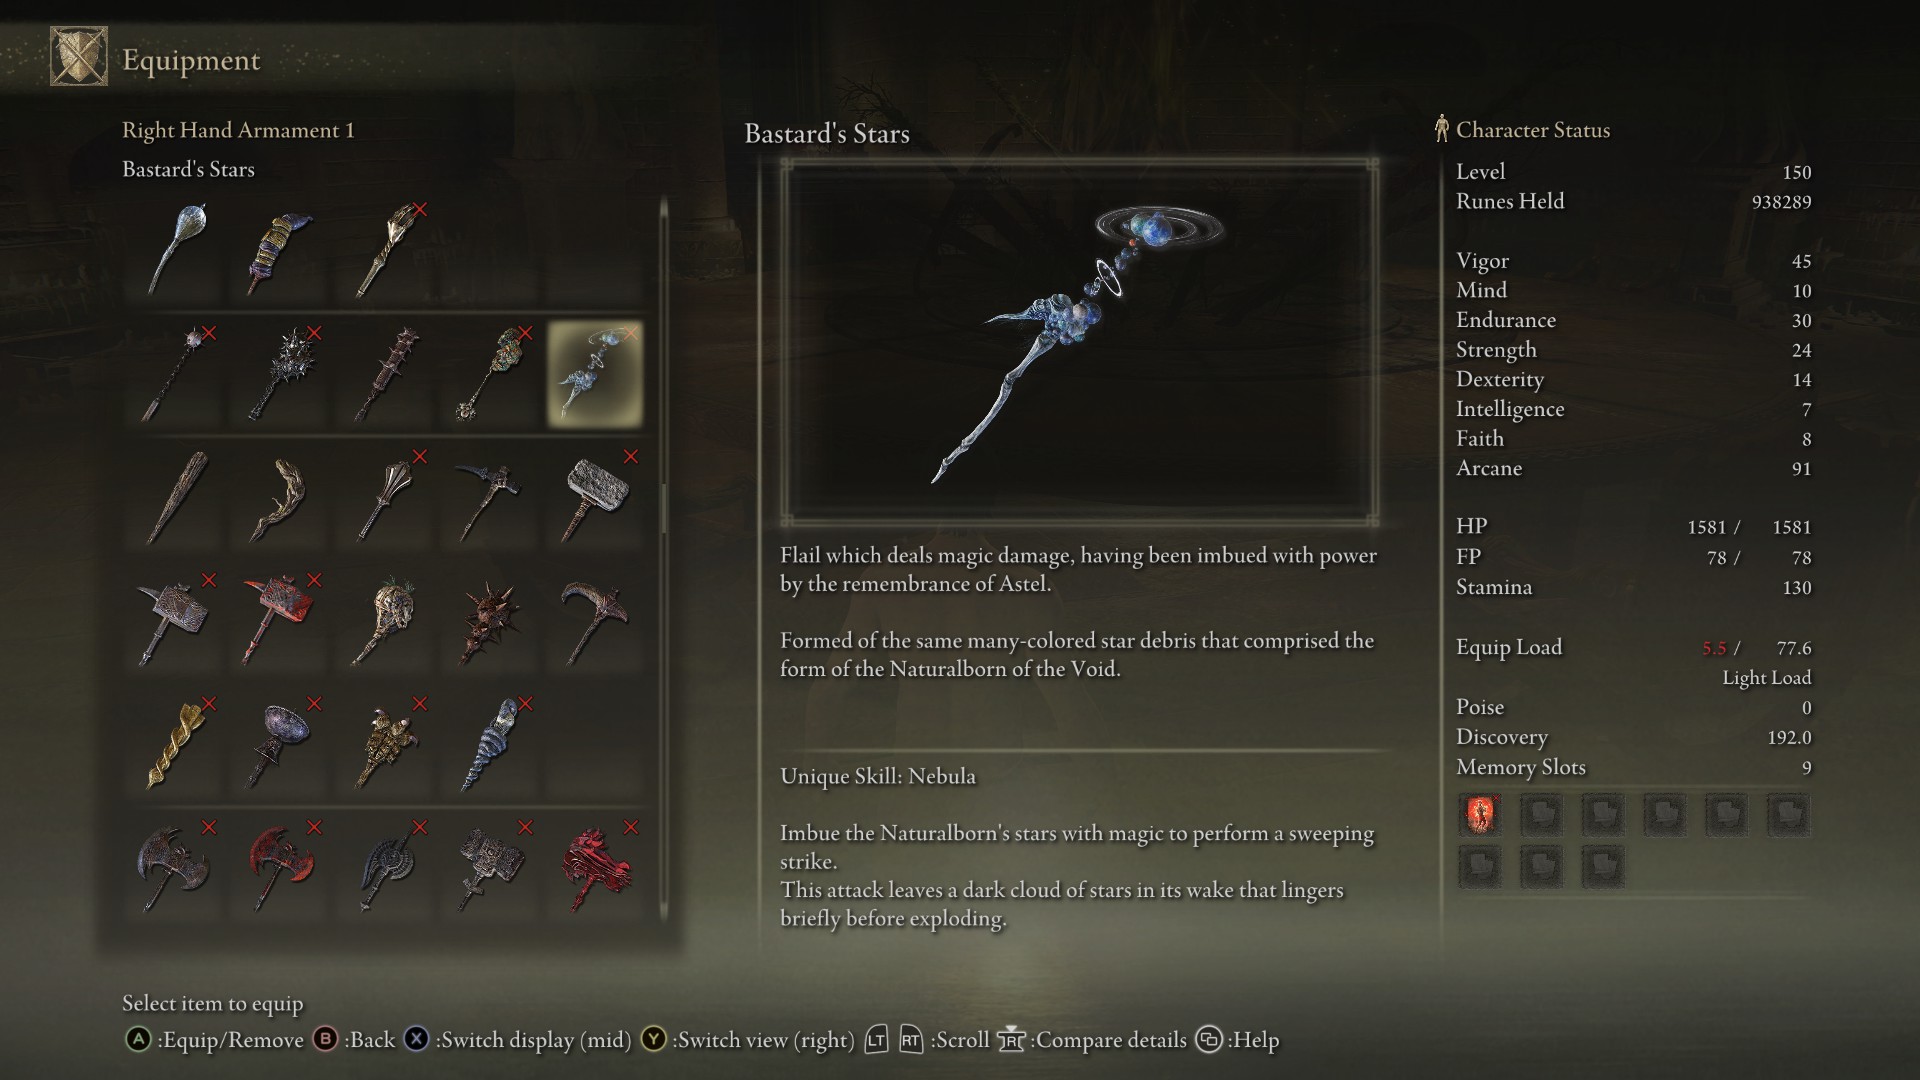 Equipment
Right Hand Armament 1
Bastard's Stars
Bastard's Stars
Flail which deals magic damage, having been imbued with power
by the remembrance of Astel.
Formed of the same many-colored star debris that comprised the
form of the Naturalborn of the Void.
Unique Skill: Nebula
Imbue the Naturalborn's stars with magic to perform a sweeping
strike.
This attack leaves a dark cloud of stars in its wake that lingers
briefly before exploding.
Character Status
Level 150
Runes Held 938289
Vigor 45
Mind 10
Endurance 30
Strength 24
Dexterity 14
Intelligence 7
Faith 8
Arcane 91
HP 1581 / 1581
FP 78 / 78
Stamina 130
Equip Load 5.5 / 77.6
Light Load
Poise 0
Discovery 192.0
Memory Slots 9
Select item to equip
A :Equip/Remove B :Back X :Switch display (mid) Y :Switch view (right) LT RT :Scroll R :Compare details :Help